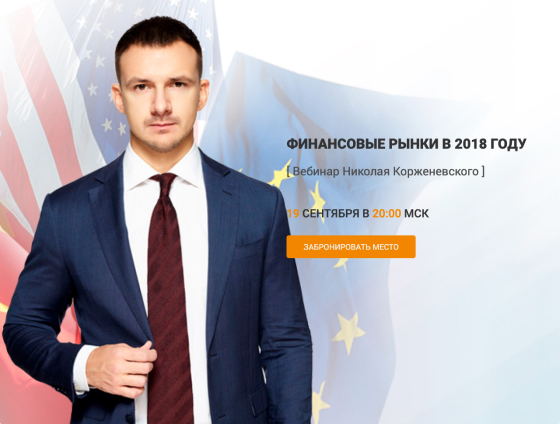 ФИНАНСОВЫЕ РЫНКИ В 2018 ГОДУ
[ Вебинар Николая Корженевского ]
19 СЕНТЯБРЯ В 20:00 МСК
ЗАБРОНИРОВАТЬ МЕСТО